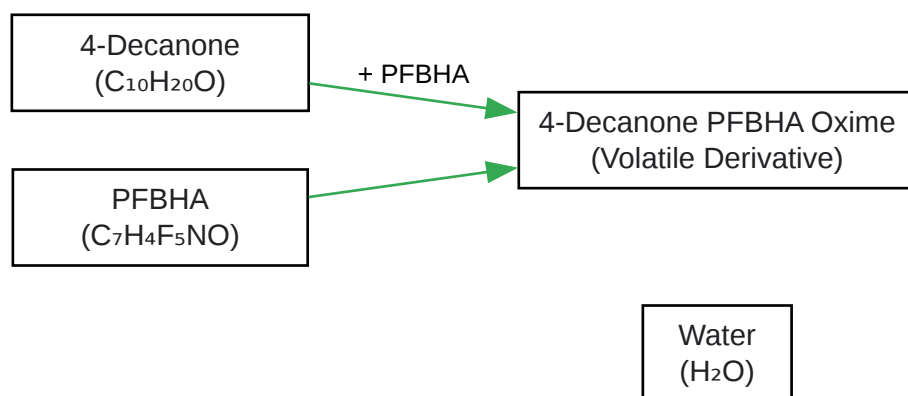 4-Decanone
(C₁₀H₂₀O)
+ PFBHA
4-Decanone PFBHA Oxime
(Volatile Derivative)
PFBHA
(C₇H₄F₅NO)
Water
(H₂O)